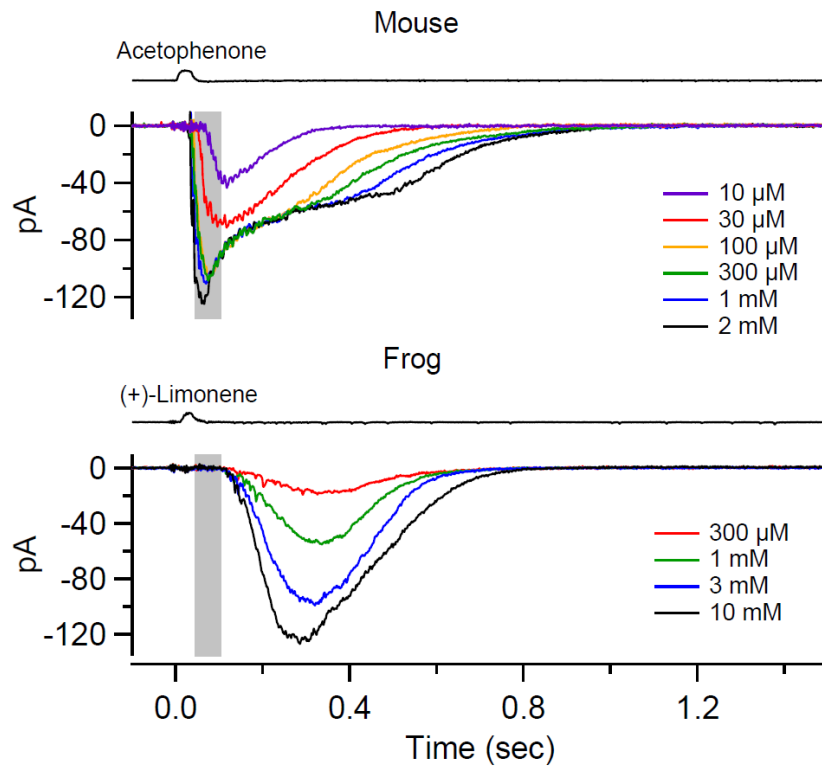 Mouse
Acetophenone
0
-40
-80
-120
pA
10 µM
30 µM
100 µM
300 µM
1 mM
2 mM
Frog
(+)-Limonene
0
-40
-80
-120
pA
300 µM
1 mM
3 mM
10 mM
0.0 0.4 0.8 1.2
Time (sec)